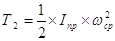 T₂ = 1/2 × Iпр × ω²ср